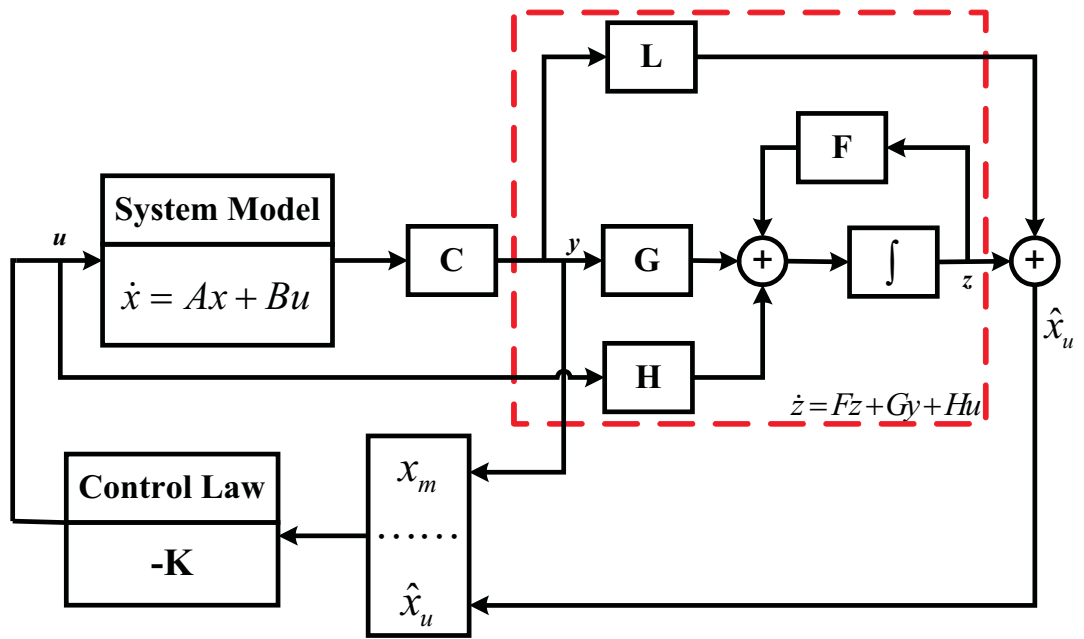 L
F
System Model
u
C
y
G
+
∫
z
+
ẋ = Ax + Bu
x̂_u
H
ż = Fz + Gy + Hu
x_m
Control Law
......
-K
x̂_u